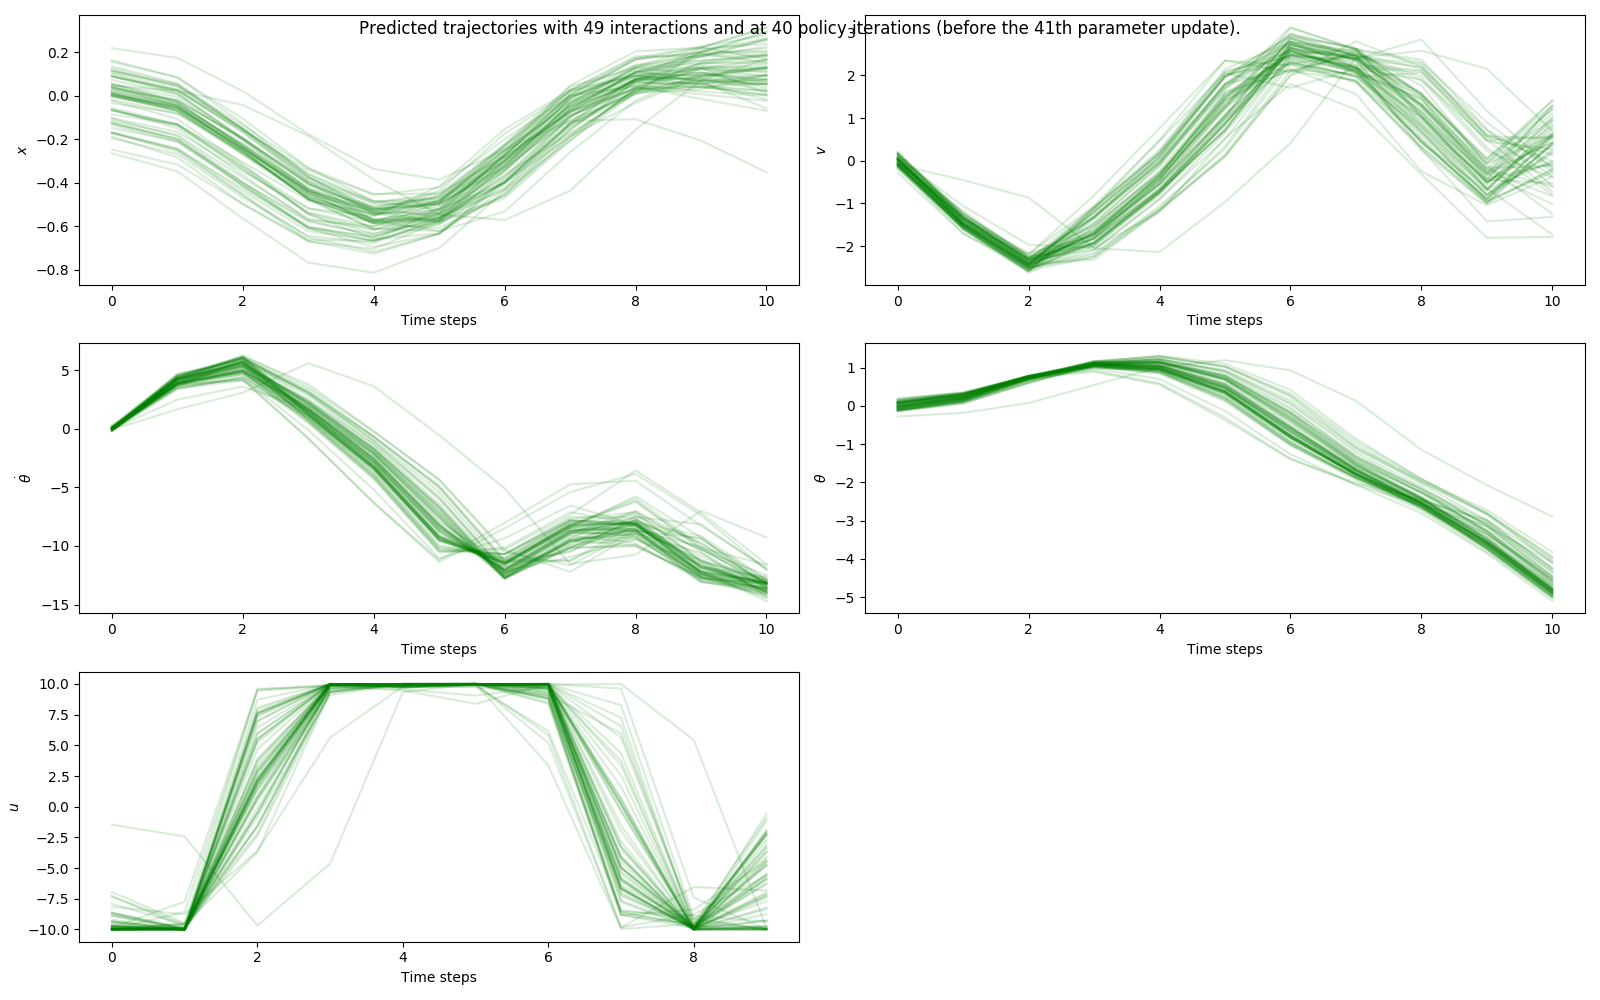 Predicted trajectories with 49 interactions and at 40 policy iterations (before the 41th parameter update).
0.2
0.0
−0.2
−0.4
−0.6
−0.8
x
0 2 4 6 8 10
Time steps
3
2
1
0
−1
−2
v
0 2 4 6 8 10
Time steps
5
0
−5
−10
−15
θ̇
0 2 4 6 8 10
Time steps
1
0
−1
−2
−3
−4
−5
θ
0 2 4 6 8 10
Time steps
10.0
7.5
5.0
2.5
0.0
−2.5
−5.0
−7.5
−10.0
u
0 2 4 6 8
Time steps